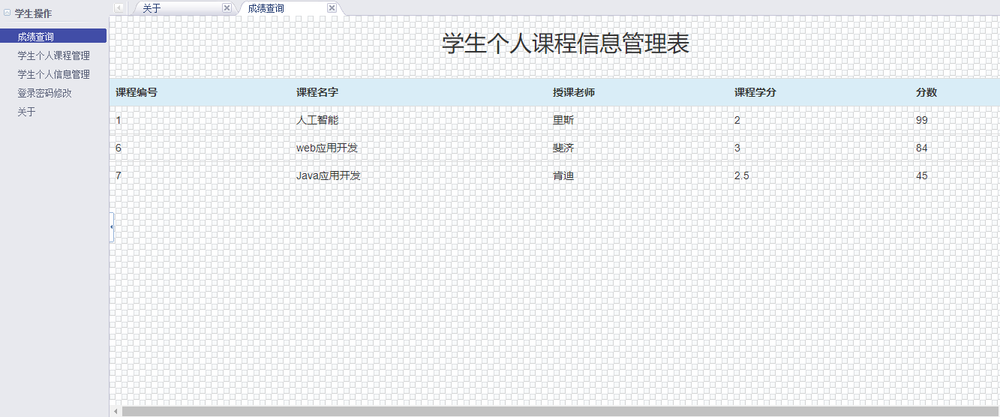 学生操作
成绩查询
学生个人课程管理
学生个人信息管理
登录密码修改
关于
关于 成绩查询
学生个人课程信息管理表
课程编号 课程名字 授课老师 课程学分 分数
1 人工智能 里斯 2 99
6 web应用开发 斐济 3 84
7 Java应用开发 肯迪 2.5 45